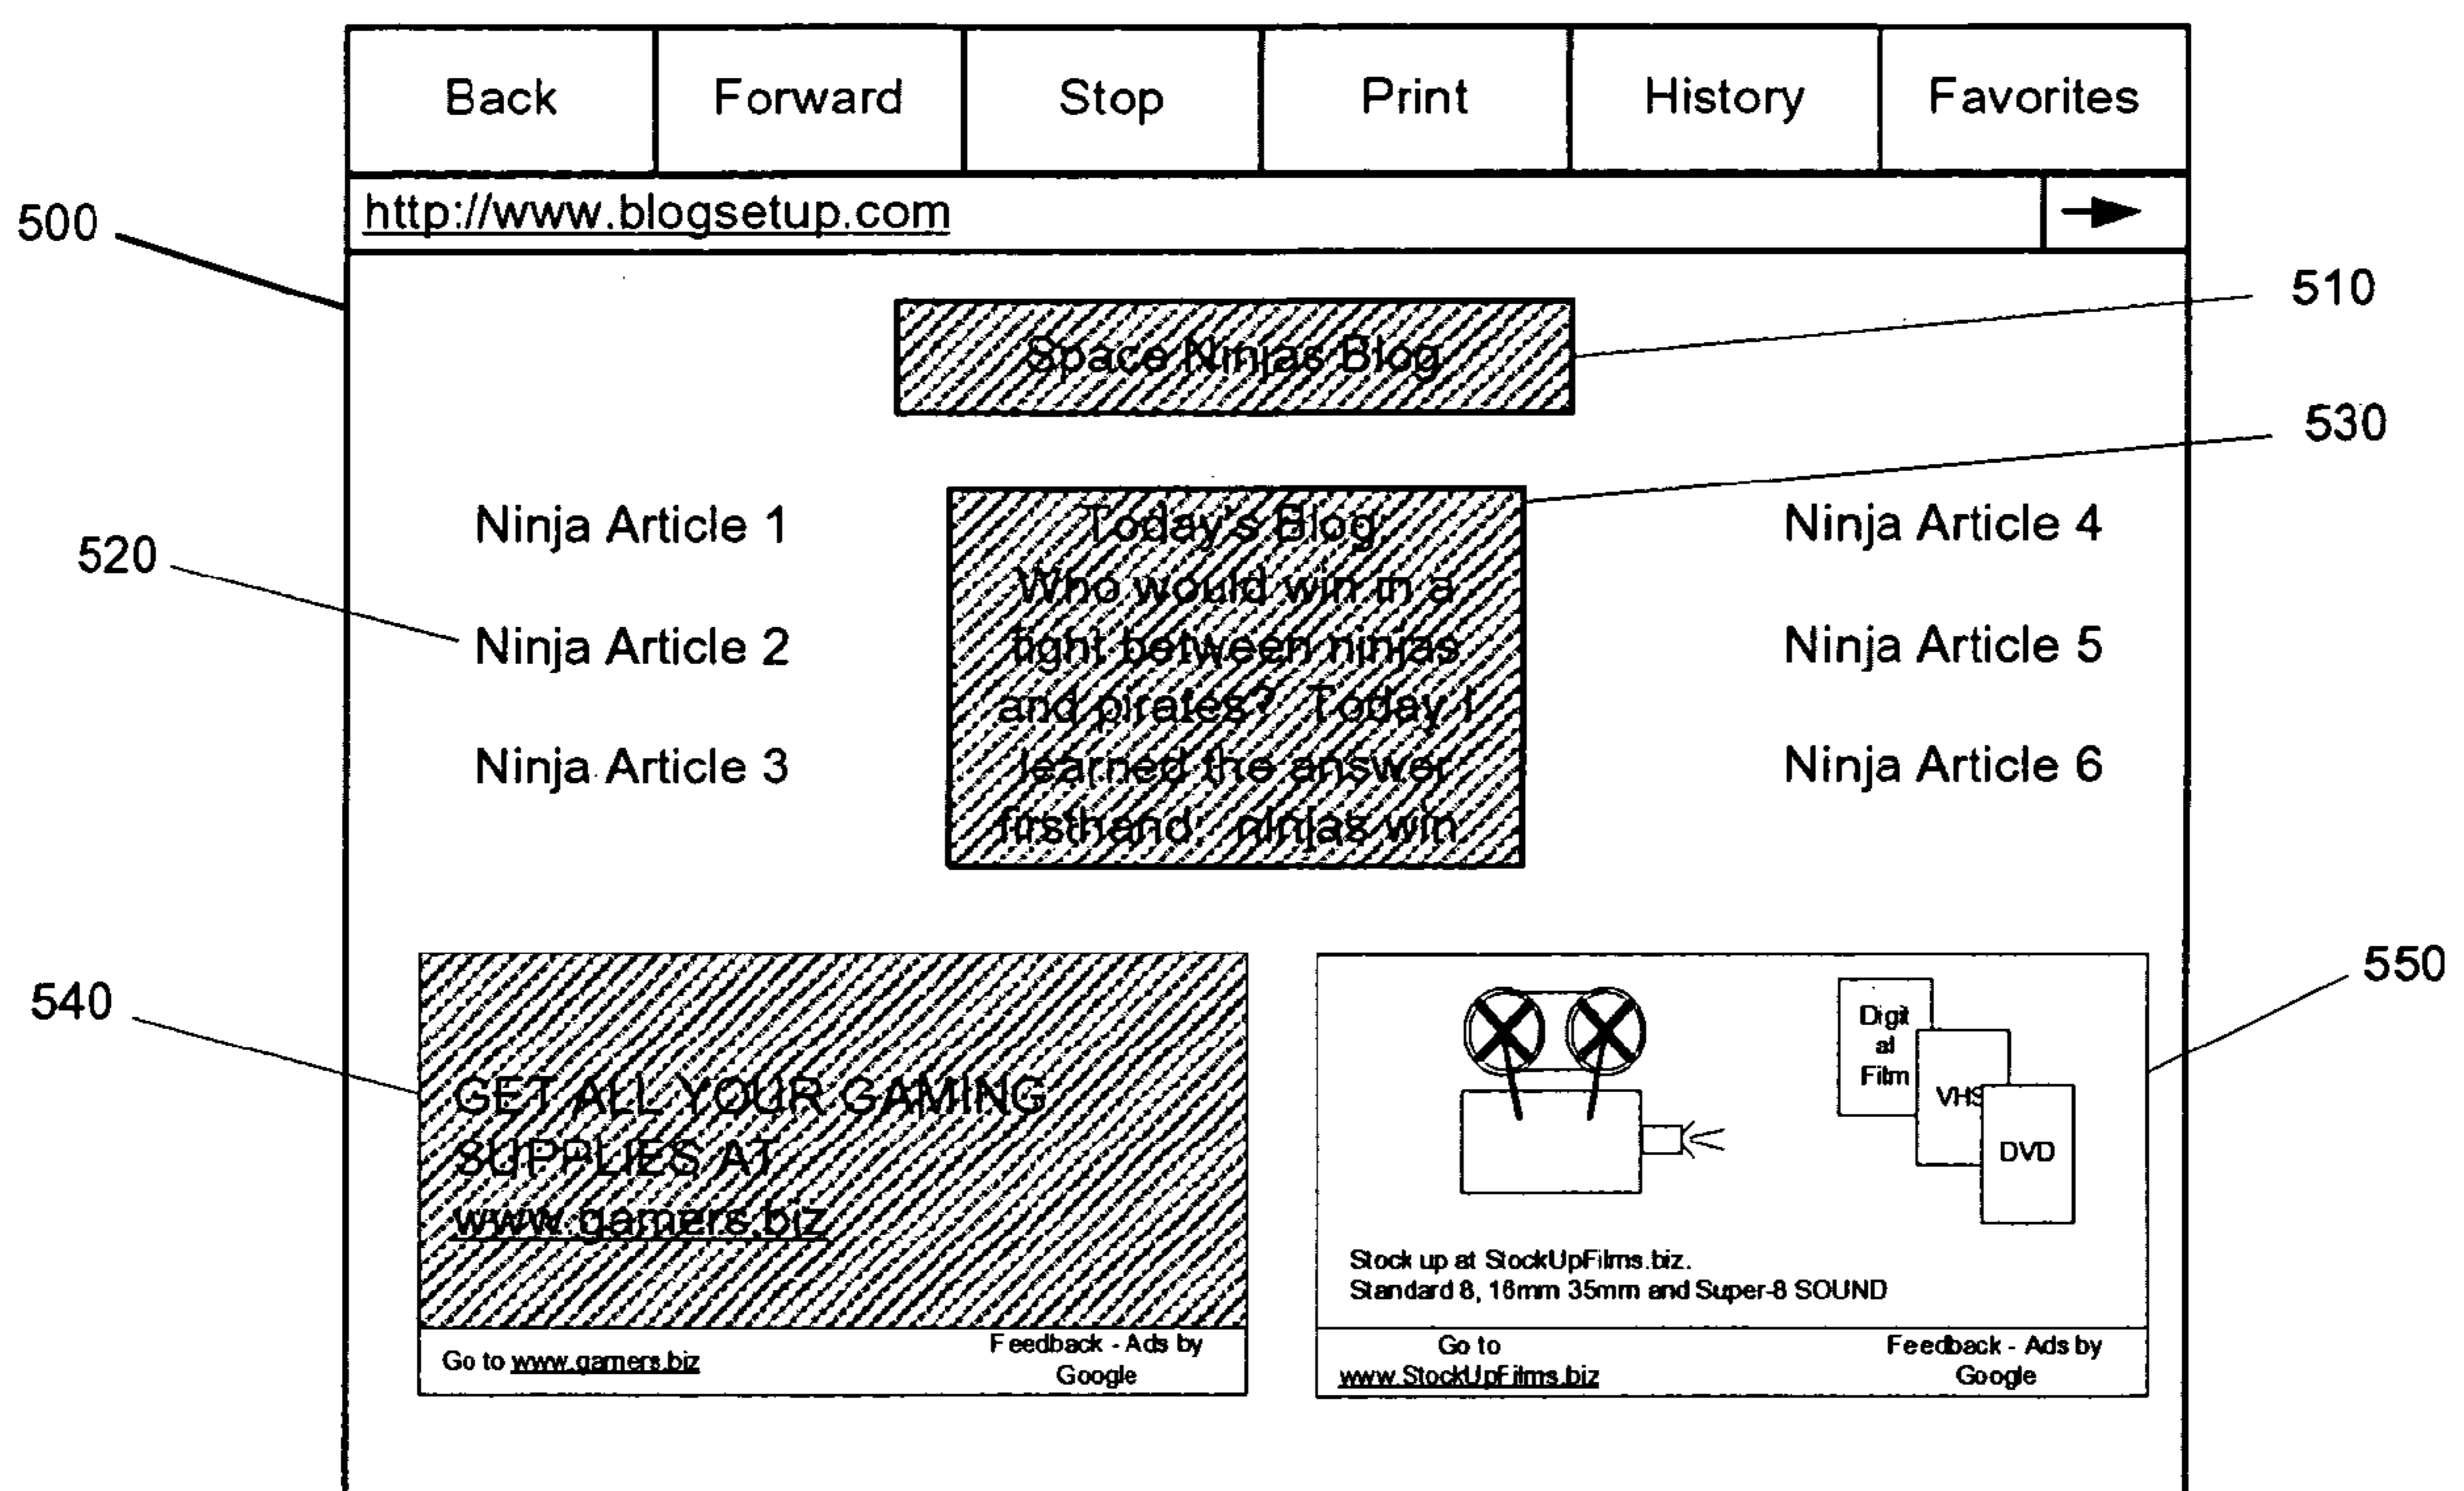 Back Forward Stop Print History Favorites
http://www.blogsetup.com
500
510
Space Ninjas Blog
530
520
Ninja Article 1
Ninja Article 2
Ninja Article 3
Today's Blog
Who would win in a
fight between ninjas
and pirates? Today I
learned the answer
firsthand: ninjas win
Ninja Article 4
Ninja Article 5
Ninja Article 6
540
GET ALL YOUR GAMING
SUPPLIES AT
www.gamers.biz
Go to www.gamers.biz
Feedback - Ads by
Google
550
Digit
al
Film
VHS
DVD
Stock up at StockUpFilms.biz.
Standard 8, 16mm 35mm and Super-8 SOUND
Go to
www.StockUpFilms.biz
Feedback - Ads by
Google